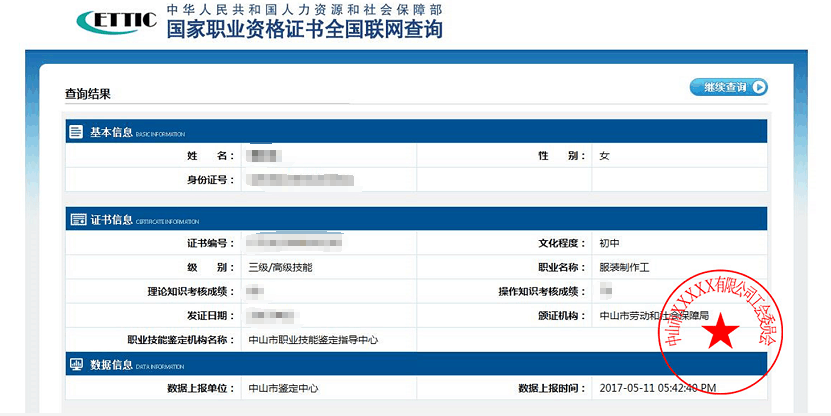 CETTIC
中华人民共和国人力资源和社会保障部
国家职业资格证书全国联网查询
查询结果
继续查询
基本信息 BASIC INFORMATION
姓 名：
性 别： 女
身份证号：
证书信息 CERTIFICATE INFORMATION
证书编号：
文化程度： 初中
级 别： 三级/高级技能
职业名称： 服装制作工
理论知识考核成绩：
操作知识考核成绩：
发证日期：
颁证机构： 中山市劳动和社会保障局
职业技能鉴定机构名称： 中山市职业技能鉴定指导中心
中山市XXXXX有限公司工会委员会
数据信息 DATA INFORMATION
数据上报单位： 中山市鉴定中心
数据上报时间： 2017-05-11 05:42:40 PM